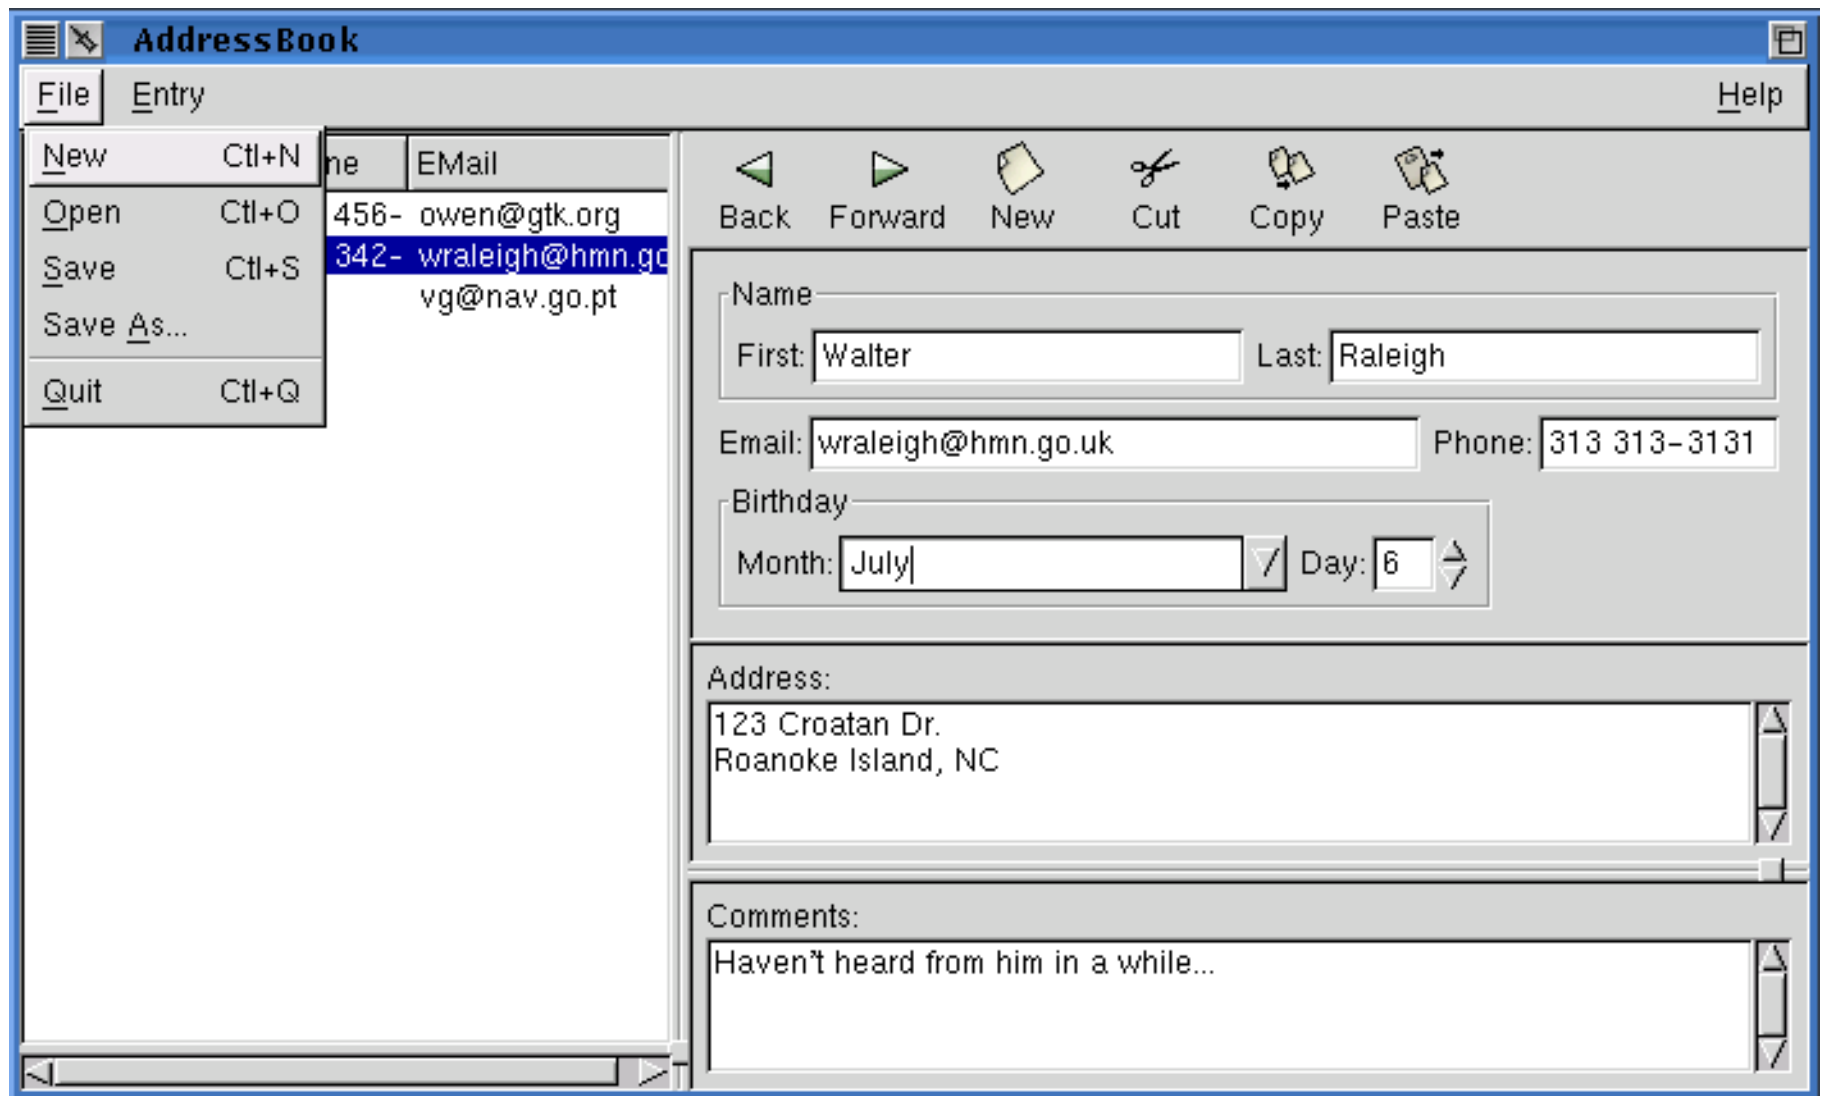 AddressBook
File Entry Help
New Ctl+N
Open Ctl+O
Save Ctl+S
Save As...
Quit Ctl+Q
EMail
456- owen@gtk.org
342- wraleigh@hmn.go
vg@nav.go.pt
Back Forward New Cut Copy Paste
Name
First: Walter Last: Raleigh
Email: wraleigh@hmn.go.uk Phone: 313 313-3131
Birthday
Month: July Day: 6
Address:
123 Croatan Dr.
Roanoke Island, NC
Comments:
Haven't heard from him in a while...